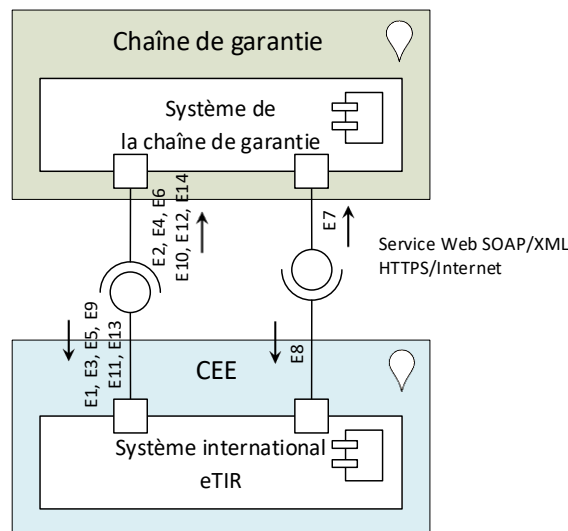 Chaîne de garantie
Système de
la chaîne de garantie
E2, E4, E6
E10, E12, E14
E7
Service Web SOAP/XML
HTTPS/Internet
E1, E3, E5, E9
E11, E13
E8
CEE
Système international
eTIR